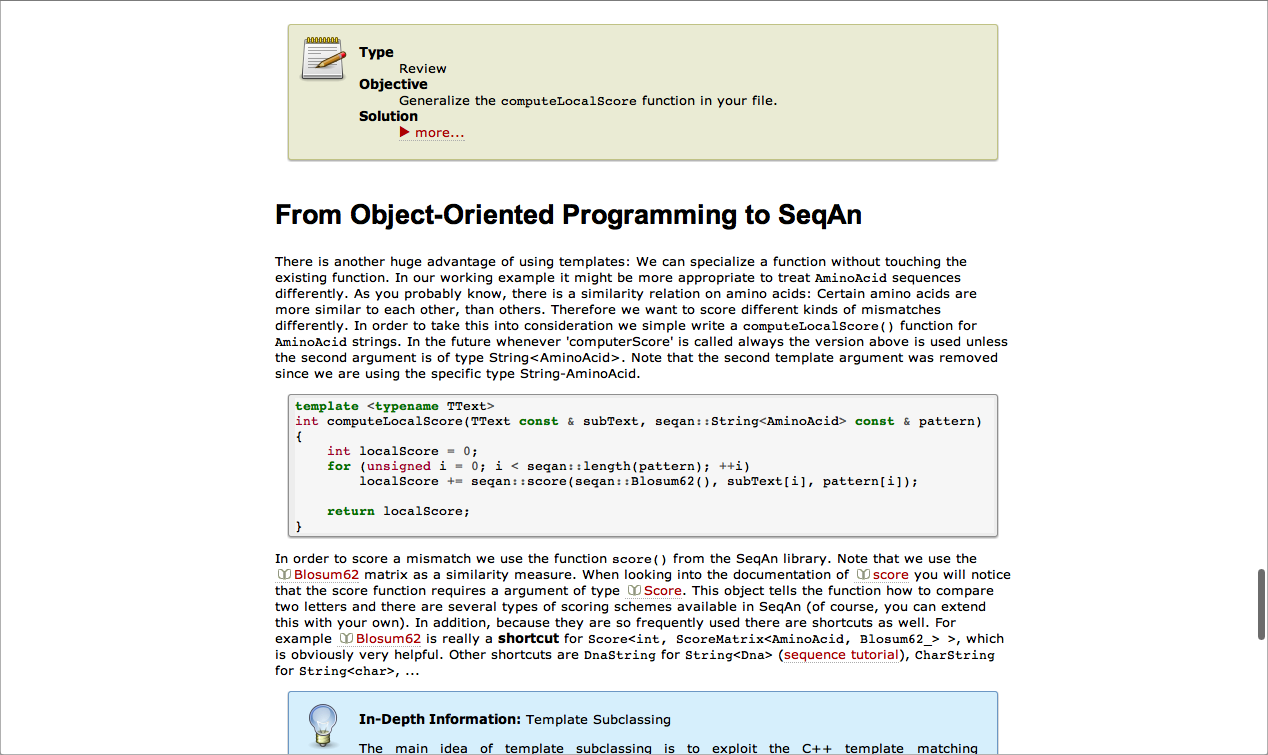 Type
Review
Objective
Generalize the computeLocalScore function in your file.
Solution
▶ more...
From Object-Oriented Programming to SeqAn
There is another huge advantage of using templates: We can specialize a function without touching the
existing function. In our working example it might be more appropriate to treat AminoAcid sequences
differently. As you probably know, there is a similarity relation on amino acids: Certain amino acids are
more similar to each other, than others. Therefore we want to score different kinds of mismatches
differently. In order to take this into consideration we simple write a computeLocalScore() function for
AminoAcid strings. In the future whenever 'computerScore' is called always the version above is used unless
the second argument is of type String<AminoAcid>. Note that the second template argument was removed
since we are using the specific type String-AminoAcid.
template <typename TText>
int computeLocalScore(TText const & subText, seqan::String<AminoAcid> const & pattern)
{
    int localScore = 0;
    for (unsigned i = 0; i < seqan::length(pattern); ++i)
        localScore += seqan::score(seqan::Blosum62(), subText[i], pattern[i]);
    return localScore;
}
In order to score a mismatch we use the function score() from the SeqAn library. Note that we use the
Blosum62 matrix as a similarity measure. When looking into the documentation of score you will notice
that the score function requires a argument of type Score. This object tells the function how to compare
two letters and there are several types of scoring schemes available in SeqAn (of course, you can extend
this with your own). In addition, because they are so frequently used there are shortcuts as well. For
example Blosum62 is really a shortcut for Score<int, ScoreMatrix<AminoAcid, Blosum62_> >, which
is obviously very helpful. Other shortcuts are DnaString for String<Dna> (sequence tutorial), CharString
for String<char>, ...
In-Depth Information: Template Subclassing
The main idea of template subclassing is to exploit the C++ template matching